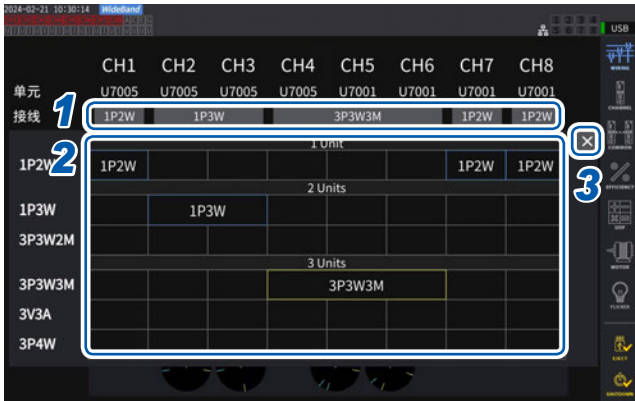 2024-02-21 10:30:14 WideBand
USB
CH1 CH2 CH3 CH4 CH5 CH6 CH7 CH8
单元 U7005 U7005 U7005 U7005 U7001 U7001 U7001 U7001
接线 1P2W 1P3W 3P3W3M 1P2W 1P2W
1
2
3
1 Unit
1P2W 1P2W 1P2W 1P2W
2 Units
1P3W 1P3W
3P3W2M
3 Units
3P3W3M 3P3W3M
3V3A
3P4W
WIRING
CHANNEL
COMMON
EFFICIENCY
UDF
MOTOR
FLICKER
EJECT
SHUTDOWN